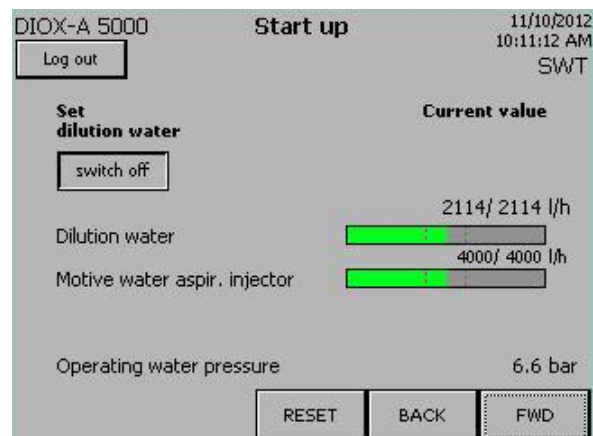 DIOX-A 5000 Start up 11/10/2012
10:11:12 AM
Log out
SWT
Set
dilution water
Current value
switch off
2114/ 2114 l/h
Dilution water
4000/ 4000 l/h
Motive water aspir. injector
Operating water pressure 6.6 bar
RESET BACK FWD